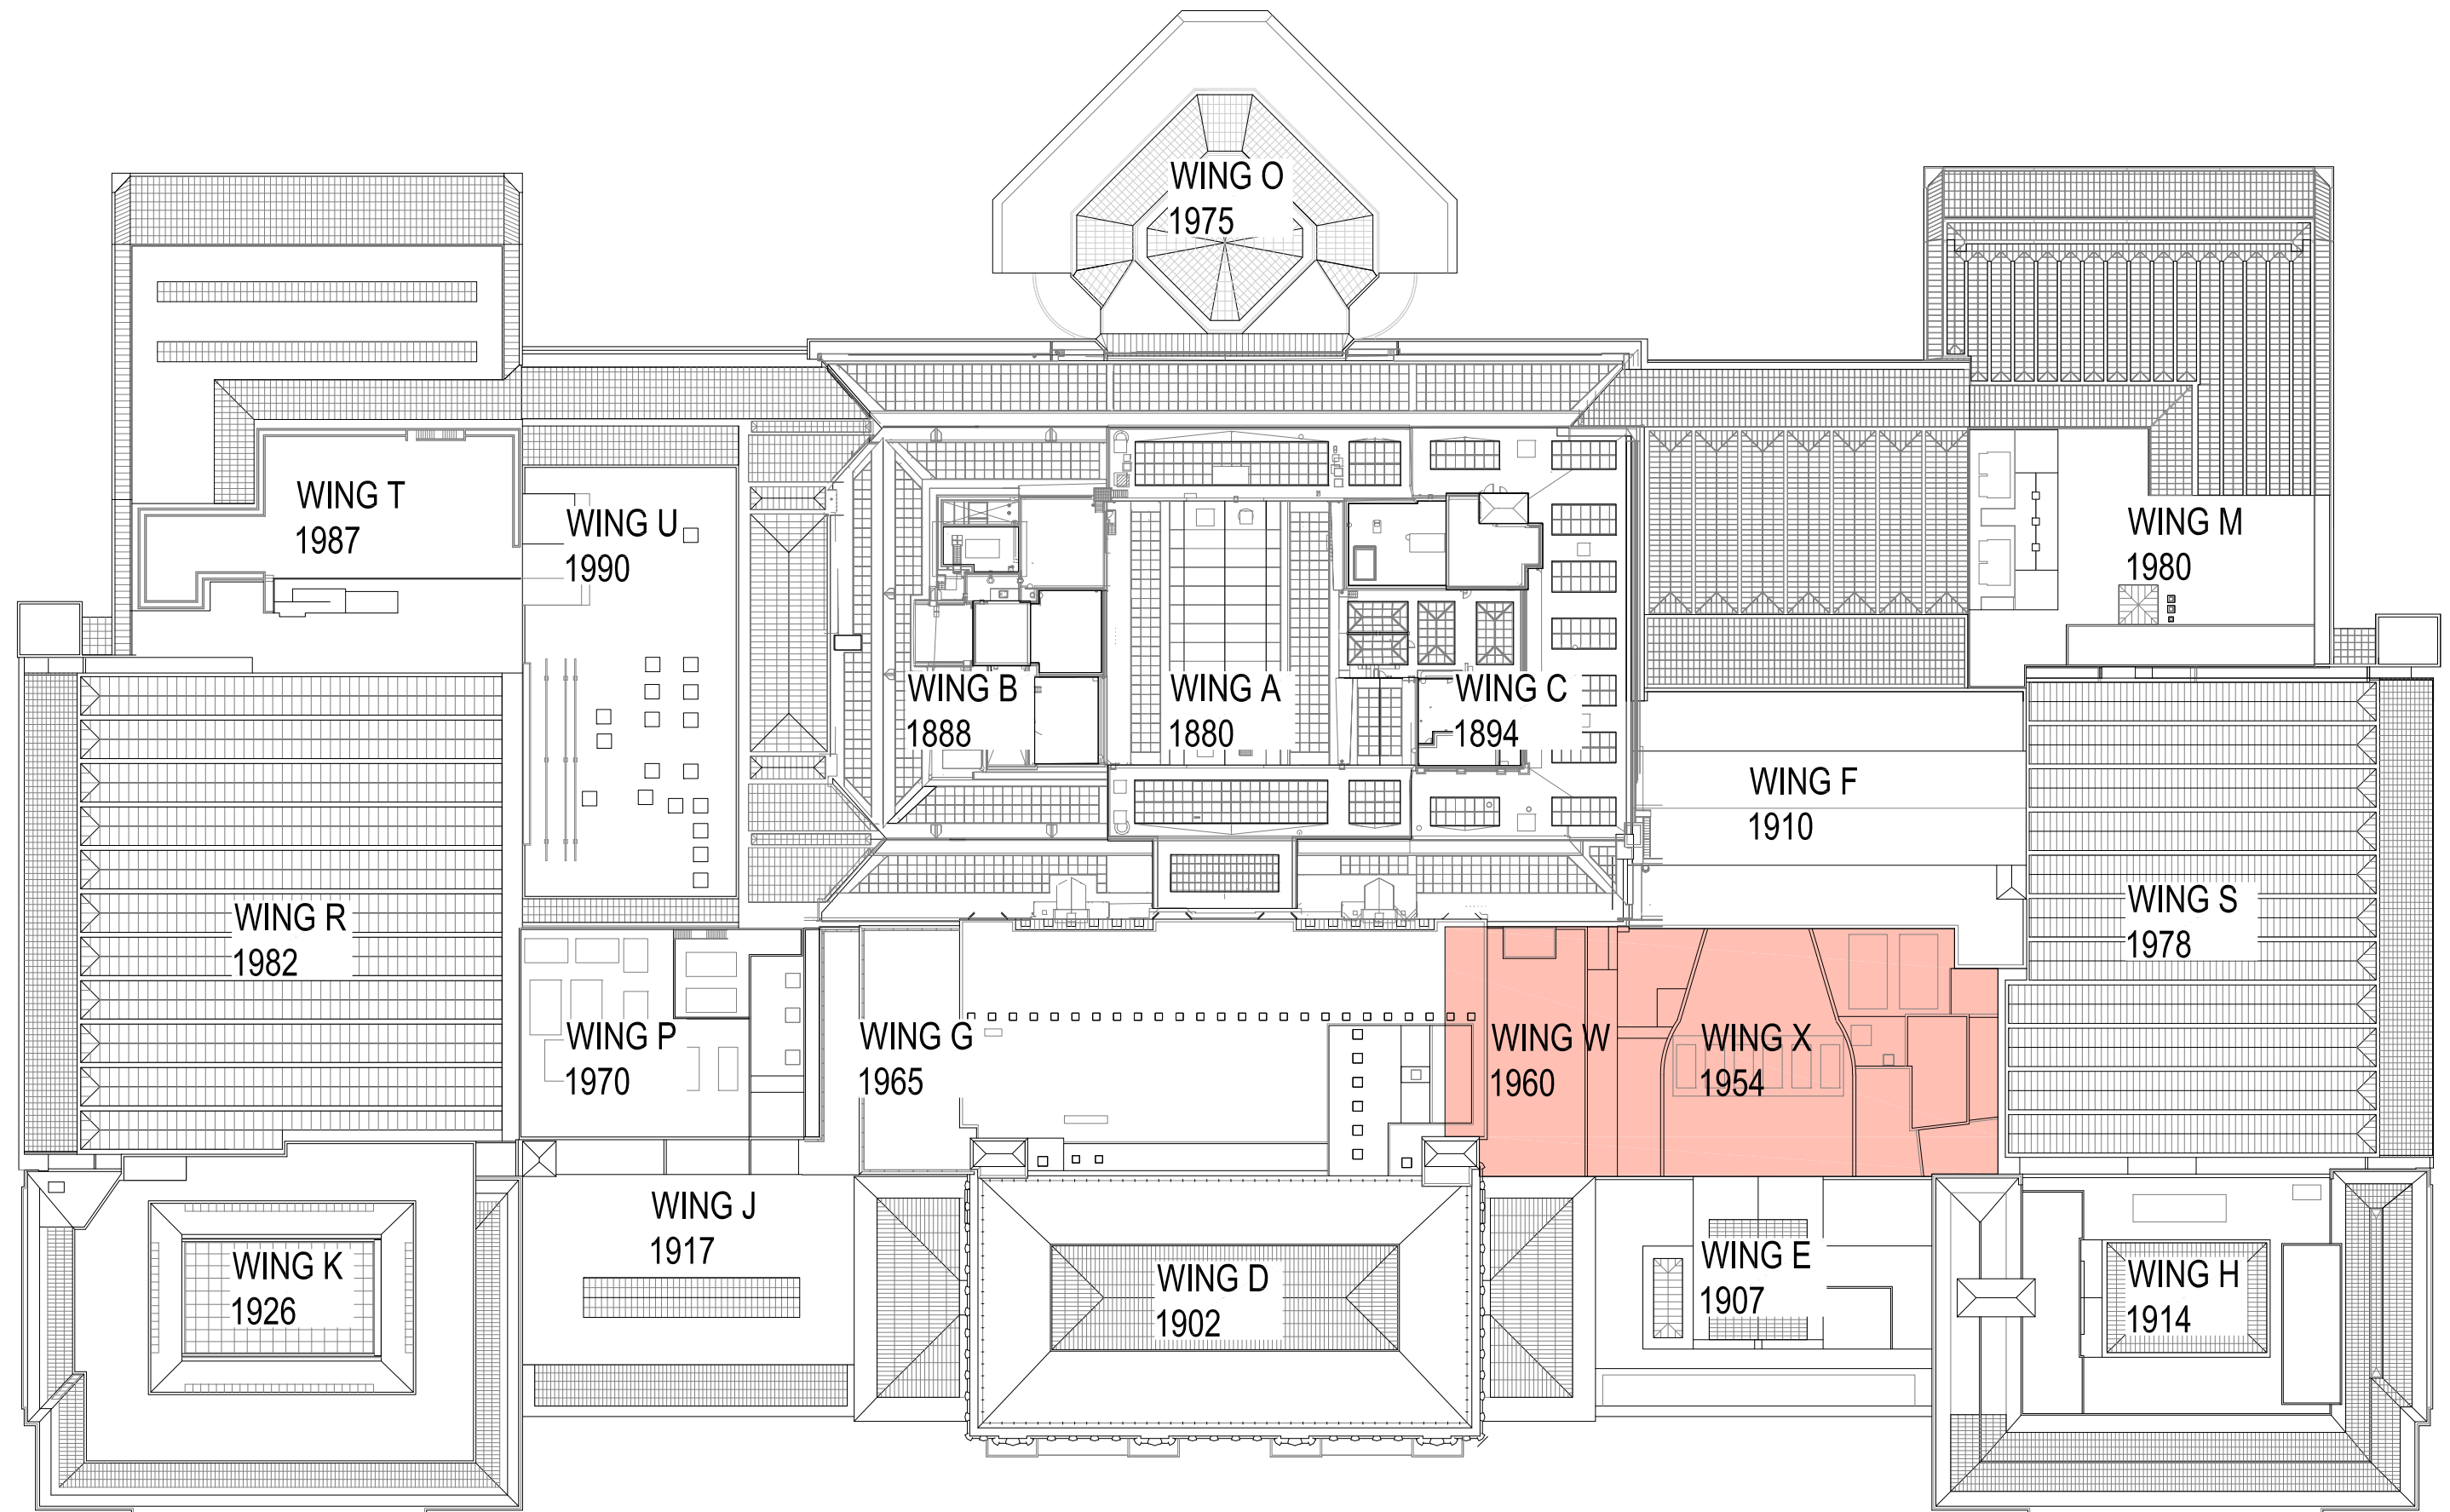 WING O
1975
WING T
1987
WING U
1990
WING M
1980
WING B
1888
WING A
1880
WING C
1894
WING F
1910
WING R
1982
WING S
1978
WING P
1970
WING G
1965
WING W
1960
WING X
1954
WING J
1917
WING K
1926
WING D
1902
WING E
1907
WING H
1914